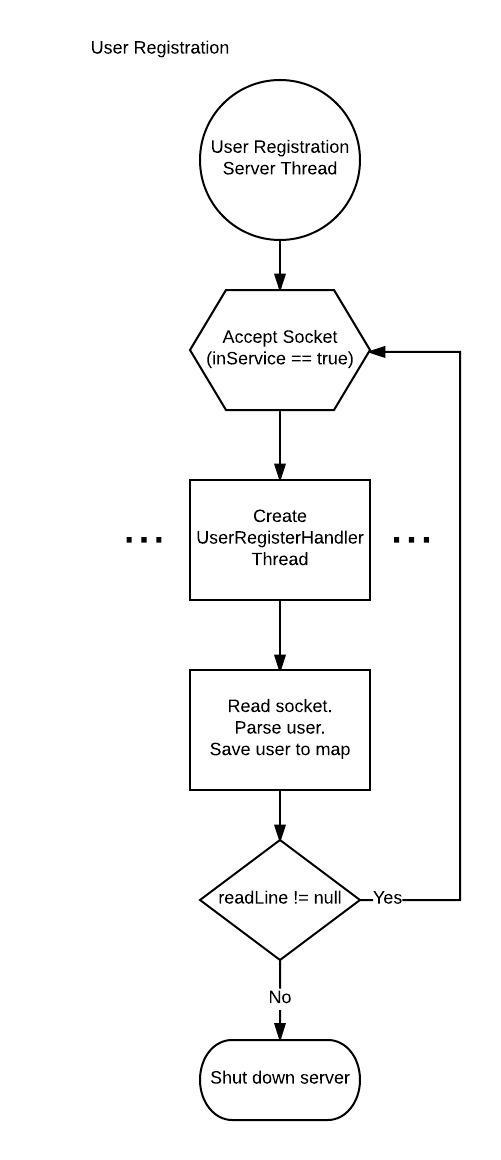 User Registration
User Registration
Server Thread
Accept Socket
(inService == true)
Create
UserRegisterHandler
Thread
...
...
Read socket.
Parse user.
Save user to map
readLine != null
Yes
No
Shut down server